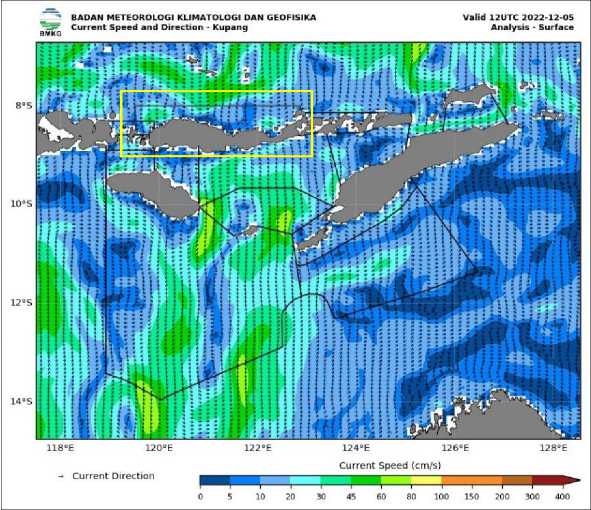 BMKG
BADAN METEOROLOGI KLIMATOLOGI DAN GEOFISIKA
Current Speed and Direction - Kupang
Valid 12UTC 2022-12-05
Analysis - Surface
8°S
10°S
12°S
14°S
118°E 120°E 122°E 124°E 126°E 128°E
→ Current Direction
Current Speed (cm/s)
0 5 10 20 30 45 60 80 100 150 200 300 400